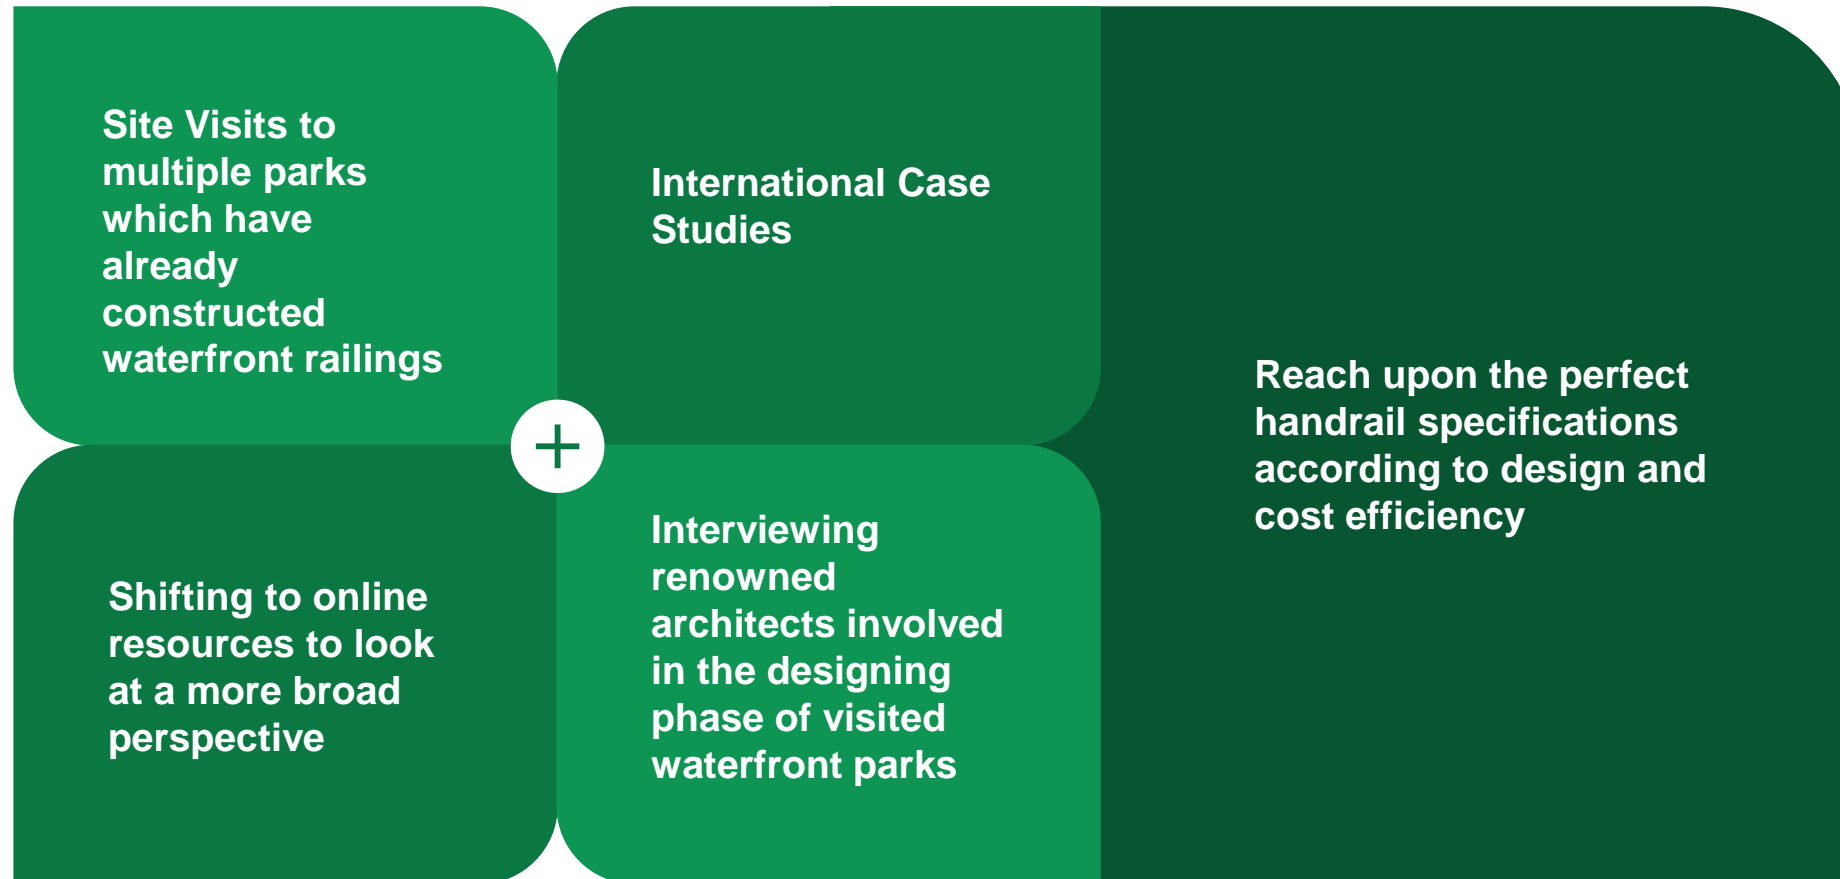 Site Visits to
multiple parks
which have
already
constructed
waterfront railings
International Case
Studies
Shifting to online
resources to look
at a more broad
perspective
Interviewing
renowned
architects involved
in the designing
phase of visited
waterfront parks
Reach upon the perfect
handrail specifications
according to design and
cost efficiency